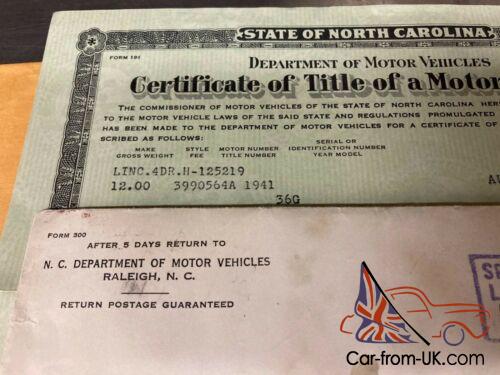 STATE OF NORTH CAROLINA
FORM 191
DEPARTMENT OF MOTOR VEHICLES
Certificate of Title of a Motor
THE COMMISSIONER OF MOTOR VEHICLES OF THE STATE OF NORTH CAROLINA HER
TO THE MOTOR VEHICLE LAWS OF THE SAID STATE AND REGULATIONS PROMULGATED
HAS BEEN MADE TO THE DEPARTMENT OF MOTOR VEHICLES FOR A CERTIFICATE OF
SCRIBED AS FOLLOWS:
MAKE STYLE MOTOR NUMBER SERIAL OR IDENTIFICATION NUMBER
GROSS WEIGHT FEE TITLE NUMBER YEAR MODEL
LINC.4DR.H-125219
AU
12.00 3990564A 1941
36G
FORM 300
AFTER 5 DAYS RETURN TO
N. C. DEPARTMENT OF MOTOR VEHICLES
RALEIGH, N. C.
RETURN POSTAGE GUARANTEED
SE
L
Car-from-UK.com